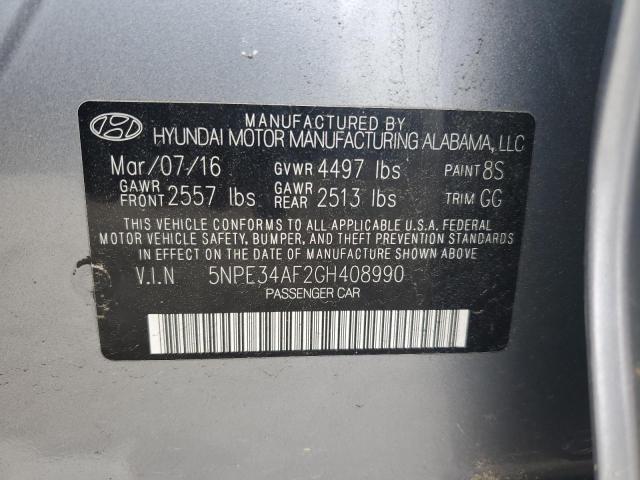 MANUFACTURED BY
HYUNDAI MOTOR MANUFACTURING ALABAMA, LLC
Mar/07/16 GVWR 4497 lbs PAINT 8S
GAWR FRONT 2557 lbs GAWR REAR 2513 lbs TRIM GG
THIS VEHICLE CONFORMS TO ALL APPLICABLE U.S.A. FEDERAL
MOTOR VEHICLE SAFETY, BUMPER, AND THEFT PREVENTION STANDARDS
IN EFFECT ON THE DATE OF MANUFACTURE SHOWN ABOVE
V.I.N 5NPE34AF2GH408990
PASSENGER CAR